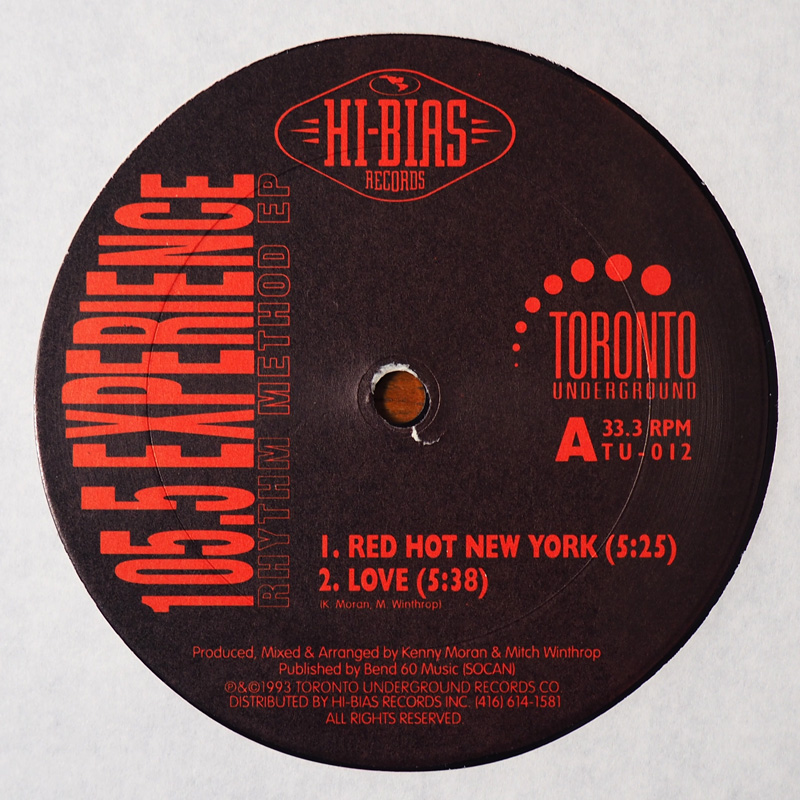 HI-BIAS
RECORDS
105.5 EXPERIENCE
RHYTHM METHOD EP
TORONTO
UNDERGROUND
A 33.3 RPM
TU-012
1. RED HOT NEW YORK (5:25)
2. LOVE (5:38)
(K. Moran, M. Winthrop)
Produced, Mixed & Arranged by Kenny Moran & Mitch Winthrop
Published by Bend 60 Music (SOCAN)
℗&©1993 TORONTO UNDERGROUND RECORDS CO
DISTRIBUTED BY HI-BIAS RECORDS INC. (416) 614-1581
ALL RIGHTS RESERVED.